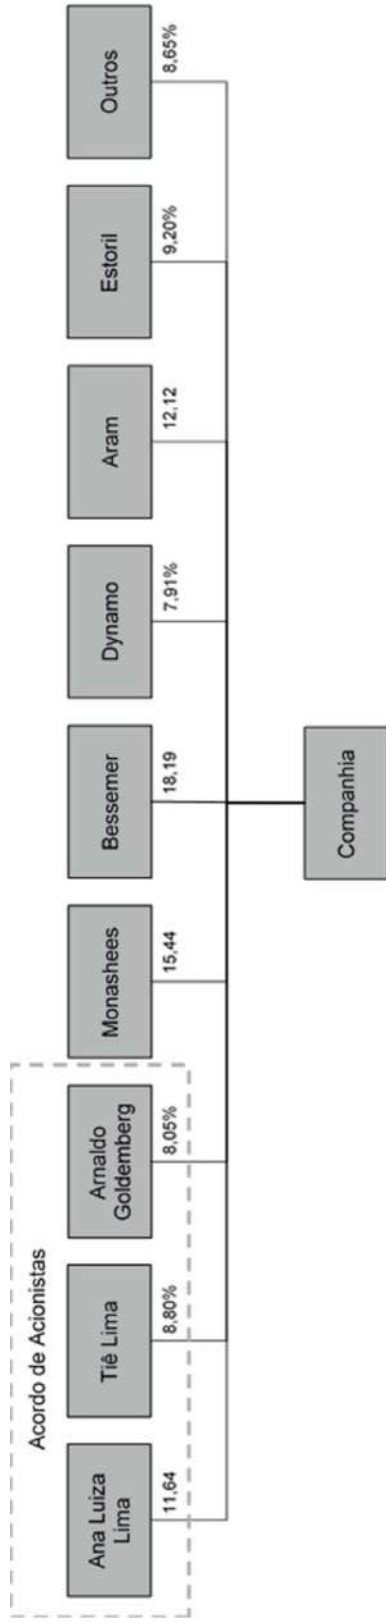 Acordo de Acionistas
Ana Luiza
Lima
Tiê Lima
Arnaldo
Goldemberg
Monashees
Bessemer
Dynamo
Aram
Estoril
Outros
11,64
8,80%
8,05%
15,44
18,19
7,91%
12,12
9,20%
8,65%
Companhia